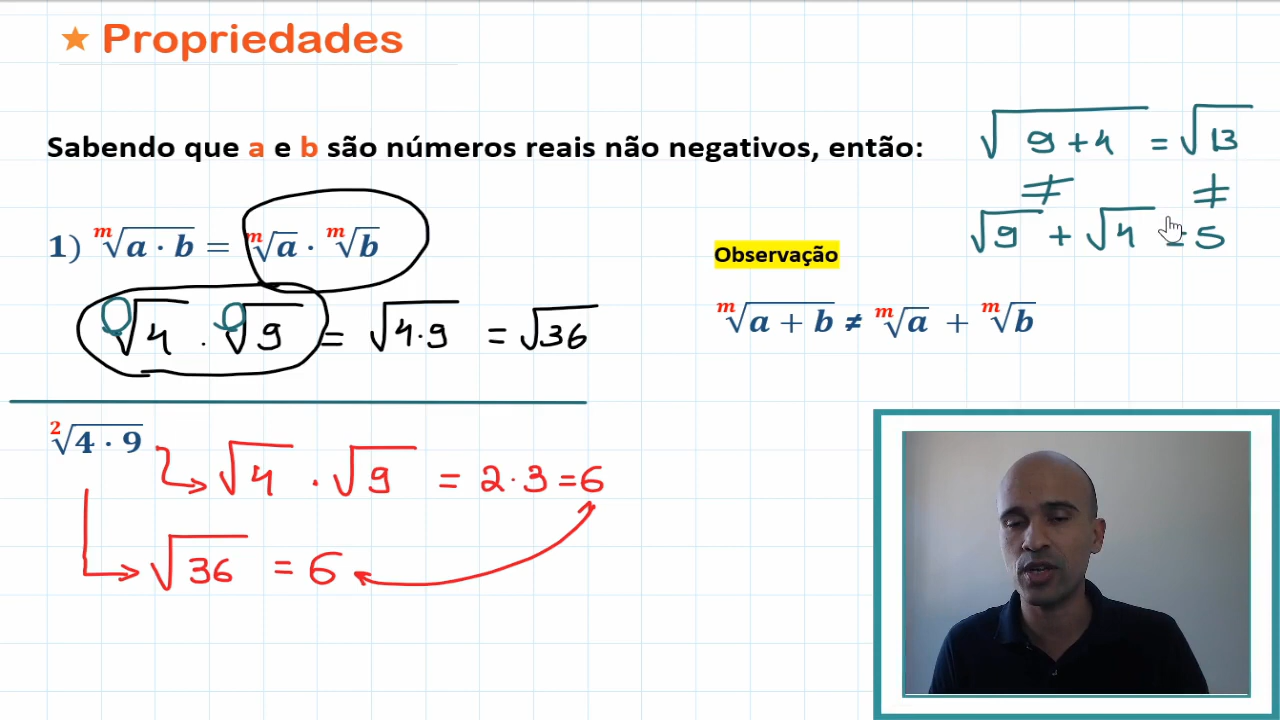 Propriedades
Sabendo que a e b são números reais não negativos, então:
√(9 + 4) = √13
≠ ≠
√9 + √4 = 5
1) ᵐ√(a · b) = ᵐ√a · ᵐ√b
Observação
ᵐ√(a + b) ≠ ᵐ√a + ᵐ√b
√4 · √9 = √(4 · 9) = √36
²√(4 · 9)
√4 · √9 = 2 · 3 = 6
√36 = 6